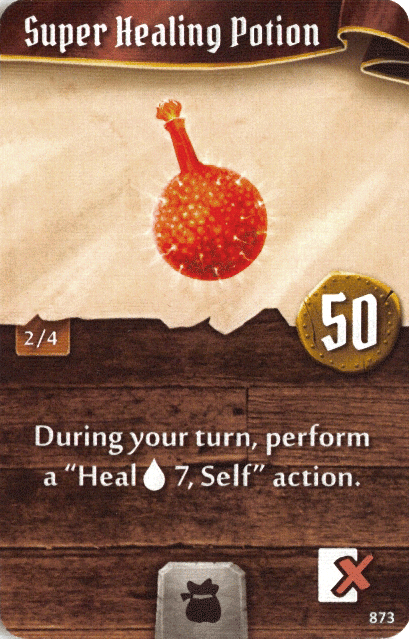 Super Healing Potion
50
2/4
During your turn, perform
a “Heal 7, Self” action.
873